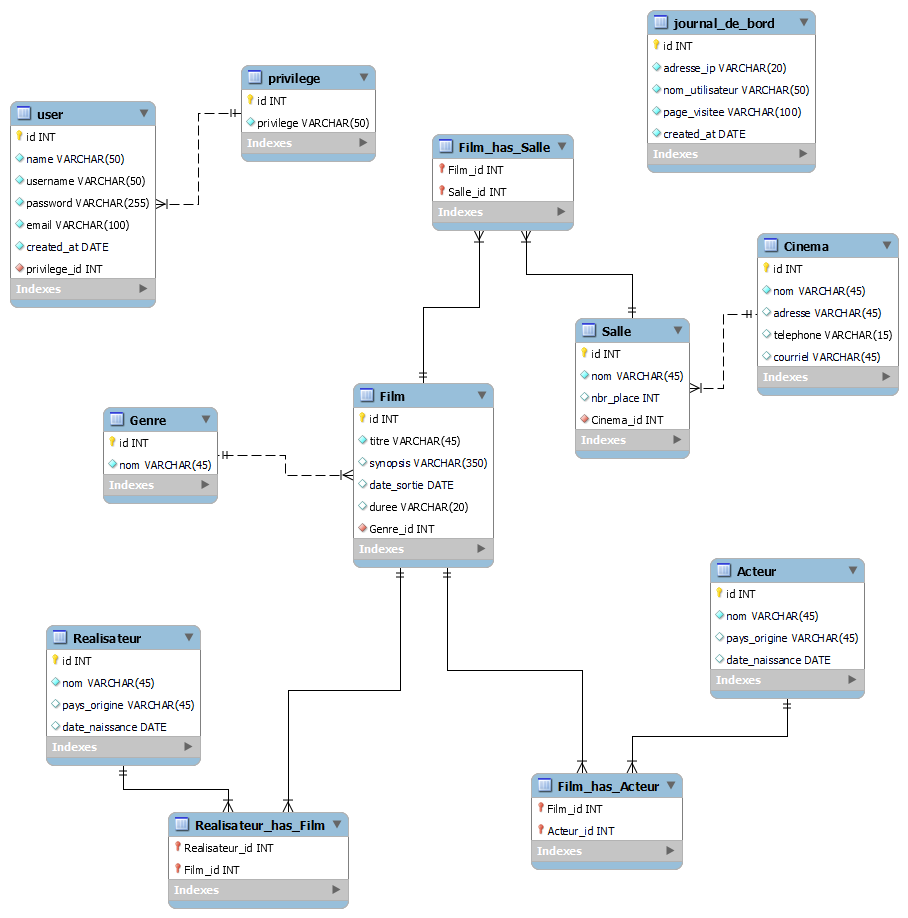 journal_de_bord
id INT
adresse_ip VARCHAR(20)
nom_utilisateur VARCHAR(50)
page_visitee VARCHAR(100)
created_at DATE
Indexes
privilege
id INT
privilege VARCHAR(50)
Indexes
user
id INT
name VARCHAR(50)
username VARCHAR(50)
password VARCHAR(255)
email VARCHAR(100)
created_at DATE
privilege_id INT
Indexes
Film_has_Salle
Film_id INT
Salle_id INT
Indexes
Cinema
id INT
nom VARCHAR(45)
adresse VARCHAR(45)
telephone VARCHAR(15)
courriel VARCHAR(45)
Indexes
Salle
id INT
nom VARCHAR(45)
nbr_place INT
Cinema_id INT
Indexes
Film
id INT
titre VARCHAR(45)
synopsis VARCHAR(350)
date_sortie DATE
duree VARCHAR(20)
Genre_id INT
Indexes
Genre
id INT
nom VARCHAR(45)
Indexes
Acteur
id INT
nom VARCHAR(45)
pays_origine VARCHAR(45)
date_naissance DATE
Indexes
Realisateur
id INT
nom VARCHAR(45)
pays_origine VARCHAR(45)
date_naissance DATE
Indexes
Film_has_Acteur
Film_id INT
Acteur_id INT
Indexes
Realisateur_has_Film
Realisateur_id INT
Film_id INT
Indexes